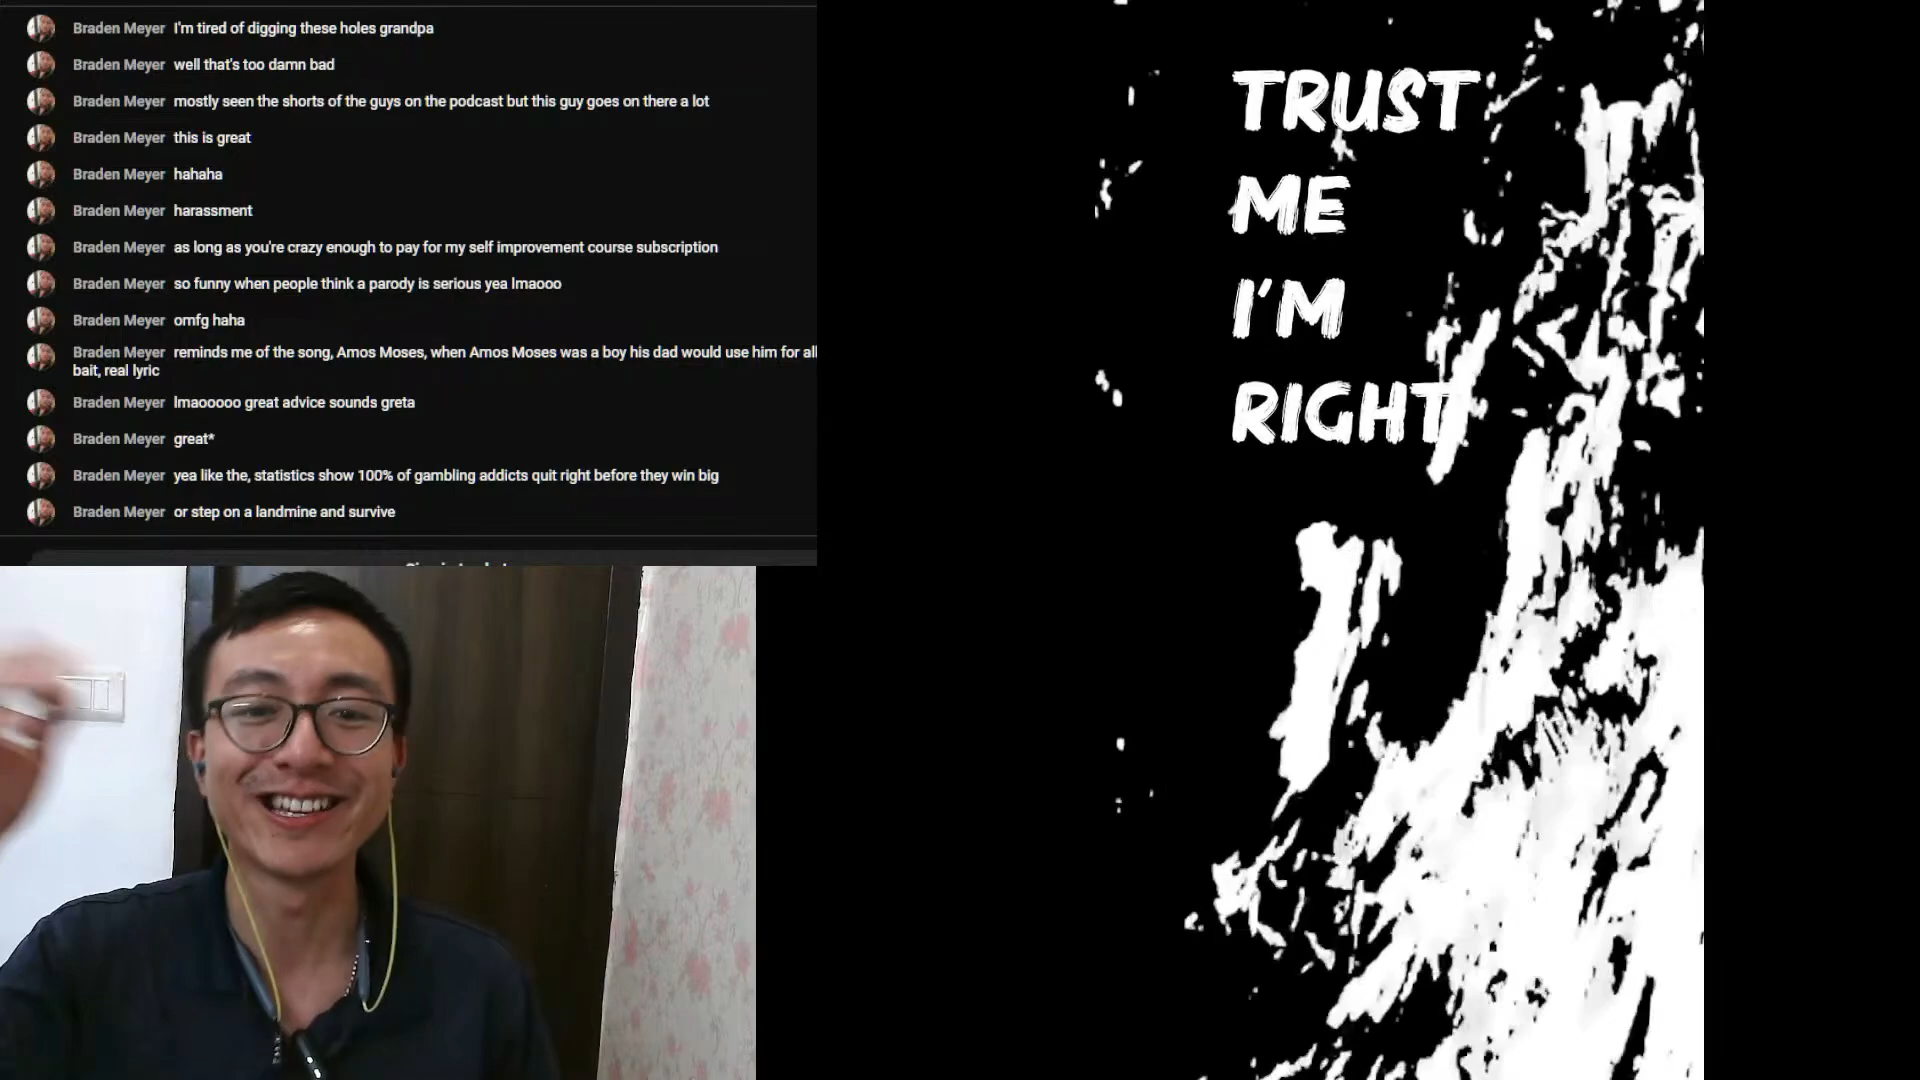 Braden Meyer I'm tired of digging these holes grandpa
Braden Meyer well that's too damn bad
Braden Meyer mostly seen the shorts of the guys on the podcast but this guy goes on there a lot
Braden Meyer this is great
Braden Meyer hahaha
Braden Meyer harassment
Braden Meyer as long as you're crazy enough to pay for my self improvement course subscription
Braden Meyer so funny when people think a parody is serious yea lmaooo
Braden Meyer omfg haha
Braden Meyer reminds me of the song, Amos Moses, when Amos Moses was a boy his dad would use him for all
bait, real lyric
Braden Meyer lmaooooo great advice sounds greta
Braden Meyer great*
Braden Meyer yea like the, statistics show 100% of gambling addicts quit right before they win big
Braden Meyer or step on a landmine and survive
TRUST
ME
I'M
RIGHT